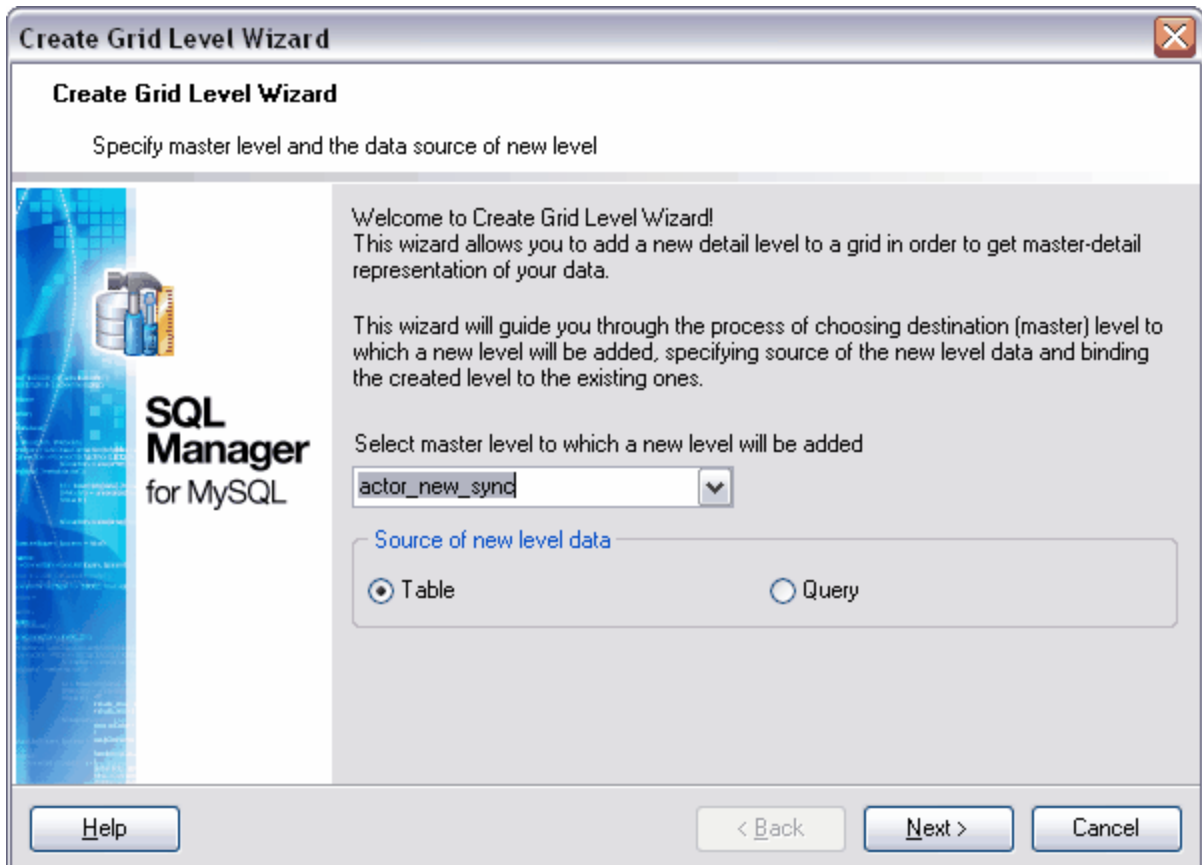 Create Grid Level Wizard
Create Grid Level Wizard
Specify master level and the data source of new level
Welcome to Create Grid Level Wizard!
This wizard allows you to add a new detail level to a grid in order to get master-detail
representation of your data.
This wizard will guide you through the process of choosing destination (master) level to
which a new level will be added, specifying source of the new level data and binding
the created level to the existing ones.
SQL
Manager
for MySQL
Select master level to which a new level will be added
actor_new_sync
Source of new level data
Table
Query
Help
< Back
Next >
Cancel